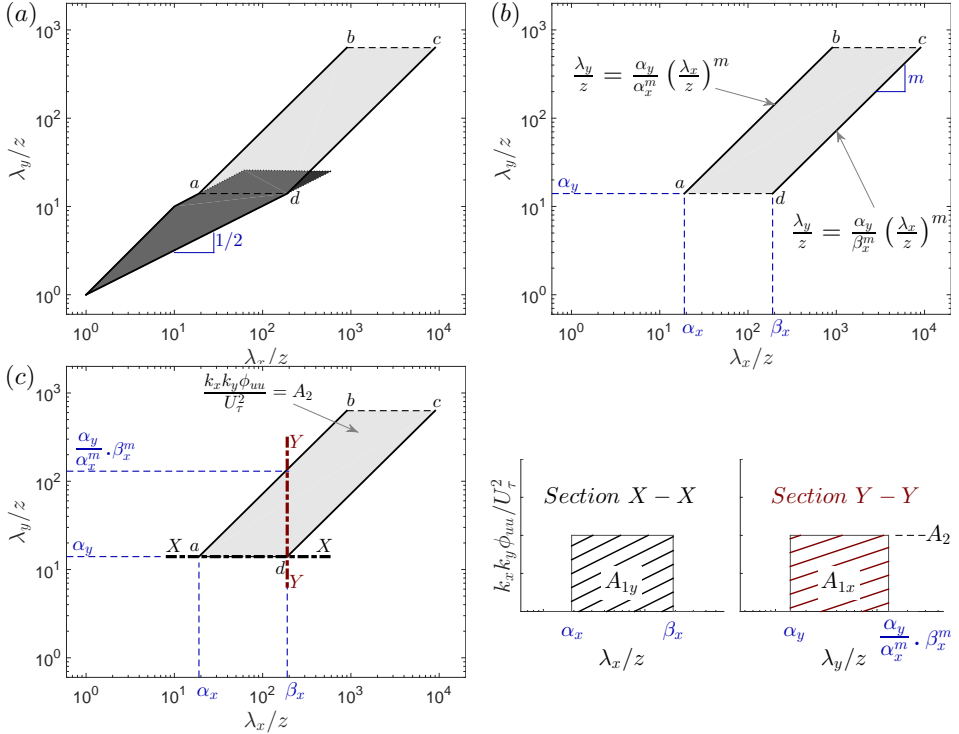 (a)
b
c
a
d
1/2
10^3
10^2
10^1
10^0
λ_y/z
10^0
10^1
10^2
10^3
10^4
λ_x/z
(b)
b
c
λ_y/z = α_y/α_x^m (λ_x/z)^m
m
α_y
a
d
λ_y/z = α_y/β_x^m (λ_x/z)^m
10^3
10^2
10^1
10^0
λ_y/z
10^0
10^1
10^2
10^3
10^4
α_x
β_x
λ_x/z
(c)
k_x k_y ϕ_uu/U_τ^2 = A_2
b
c
Y
α_y/α_x^m . β_x^m
α_y
X
a
X
d
Y
10^3
10^2
10^1
10^0
λ_y/z
10^0
10^1
10^2
10^3
10^4
α_x
β_x
λ_x/z
k_x k_y ϕ_uu/U_τ^2
Section X − X
A_1y
α_x
β_x
λ_x/z
Section Y − Y
A_2
A_1x
α_y
α_y/α_x^m . β_x^m
λ_y/z